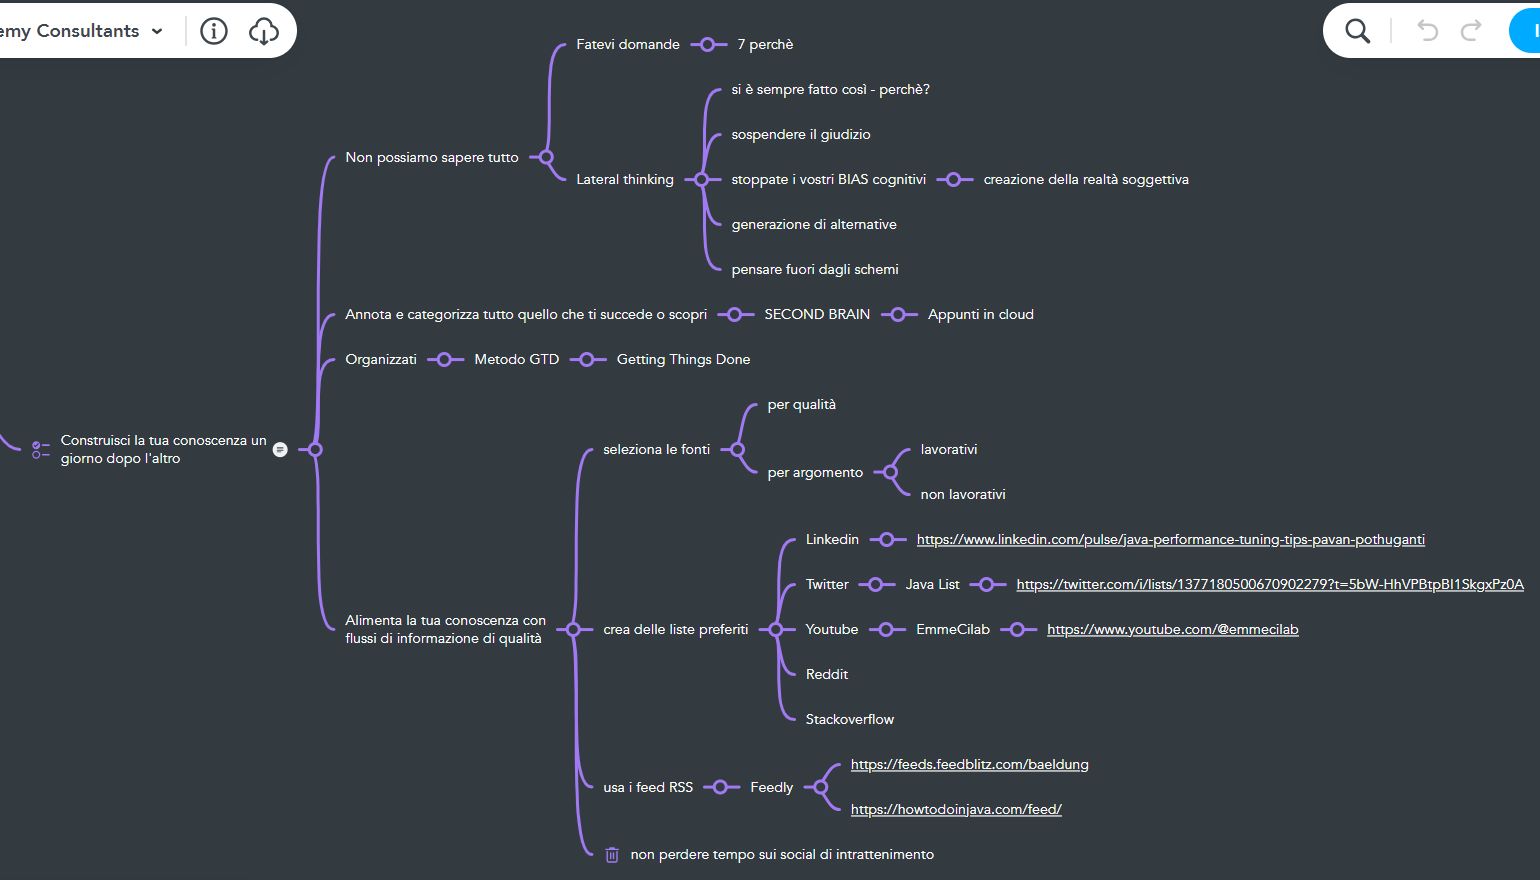 emy Consultants
Fatevi domande
7 perchè
si è sempre fatto così - perchè?
sospendere il giudizio
Non possiamo sapere tutto
Lateral thinking
stoppate i vostri BIAS cognitivi
creazione della realtà soggettiva
generazione di alternative
pensare fuori dagli schemi
Annota e categorizza tutto quello che ti succede o scopri
SECOND BRAIN
Appunti in cloud
Organizzati
Metodo GTD
Getting Things Done
Construisci la tua conoscenza un
giorno dopo l'altro
per qualità
seleziona le fonti
per argomento
lavorativi
non lavorativi
Alimenta la tua conoscenza con
flussi di informazione di qualità
crea delle liste preferiti
Linkedin
https://www.linkedin.com/pulse/java-performance-tuning-tips-pavan-pothuganti
Twitter
Java List
https://twitter.com/i/lists/1377180500670902279?t=5bW-HhVPBtpBI1SkgxPz0A
Youtube
EmmeCilab
https://www.youtube.com/@emmecilab
Reddit
Stackoverflow
usa i feed RSS
Feedly
https://feeds.feedblitz.com/baeldung
https://howtodoinjava.com/feed/
non perdere tempo sui social di intrattenimento